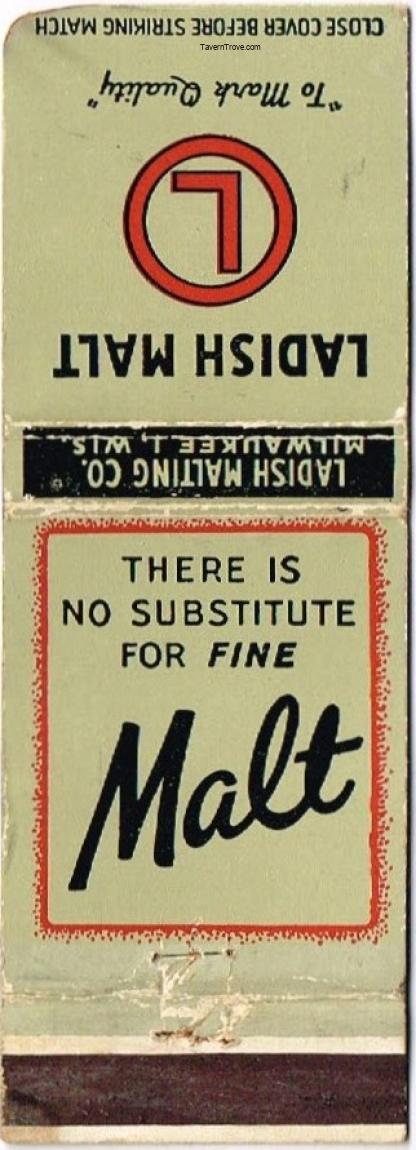 CLOSE COVER BEFORE STRIKING MATCH
TavernTrove.com
"To Mark Quality"
L
LADISH MALT
LADISH MALTING CO.
MILWAUKEE 1, WIS.
THERE IS
NO SUBSTITUTE
FOR FINE
Malt